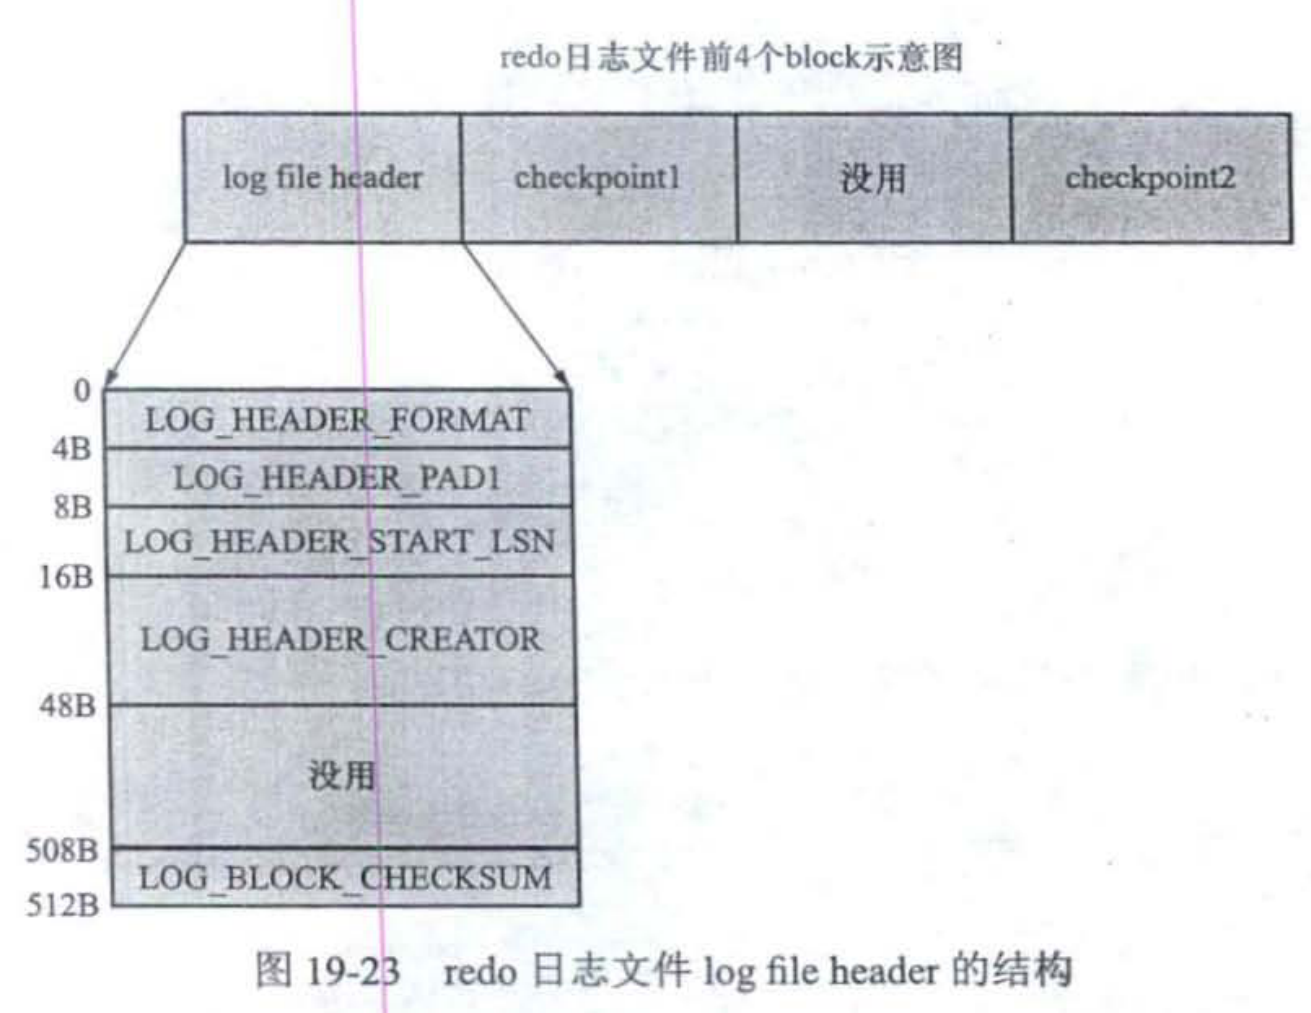 redo日志文件前4个block示意图
log file header
checkpoint1
没用
checkpoint2
0
LOG_HEADER_FORMAT
4B
LOG_HEADER_PAD1
8B
LOG_HEADER_START_LSN
16B
LOG_HEADER_CREATOR
48B
没用
508B
LOG_BLOCK_CHECKSUM
512B
图 19-23 redo 日志文件 log file header 的结构